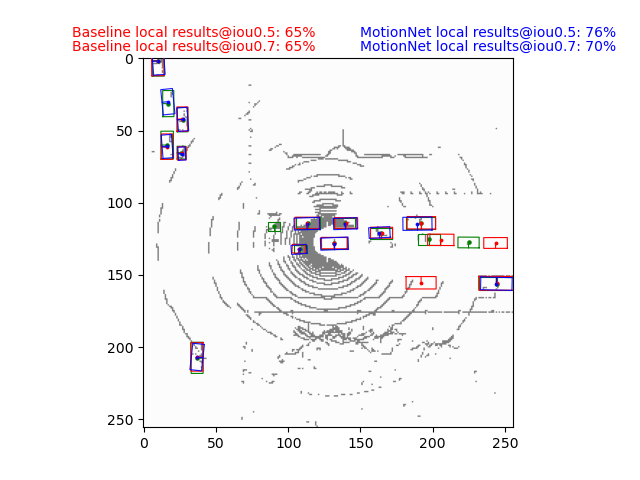 Baseline local results@iou0.5: 65% MotionNet local results@iou0.5: 76%
Baseline local results@iou0.7: 65% MotionNet local results@iou0.7: 70%
0
50
100
150
200
250
0 50 100 150 200 250